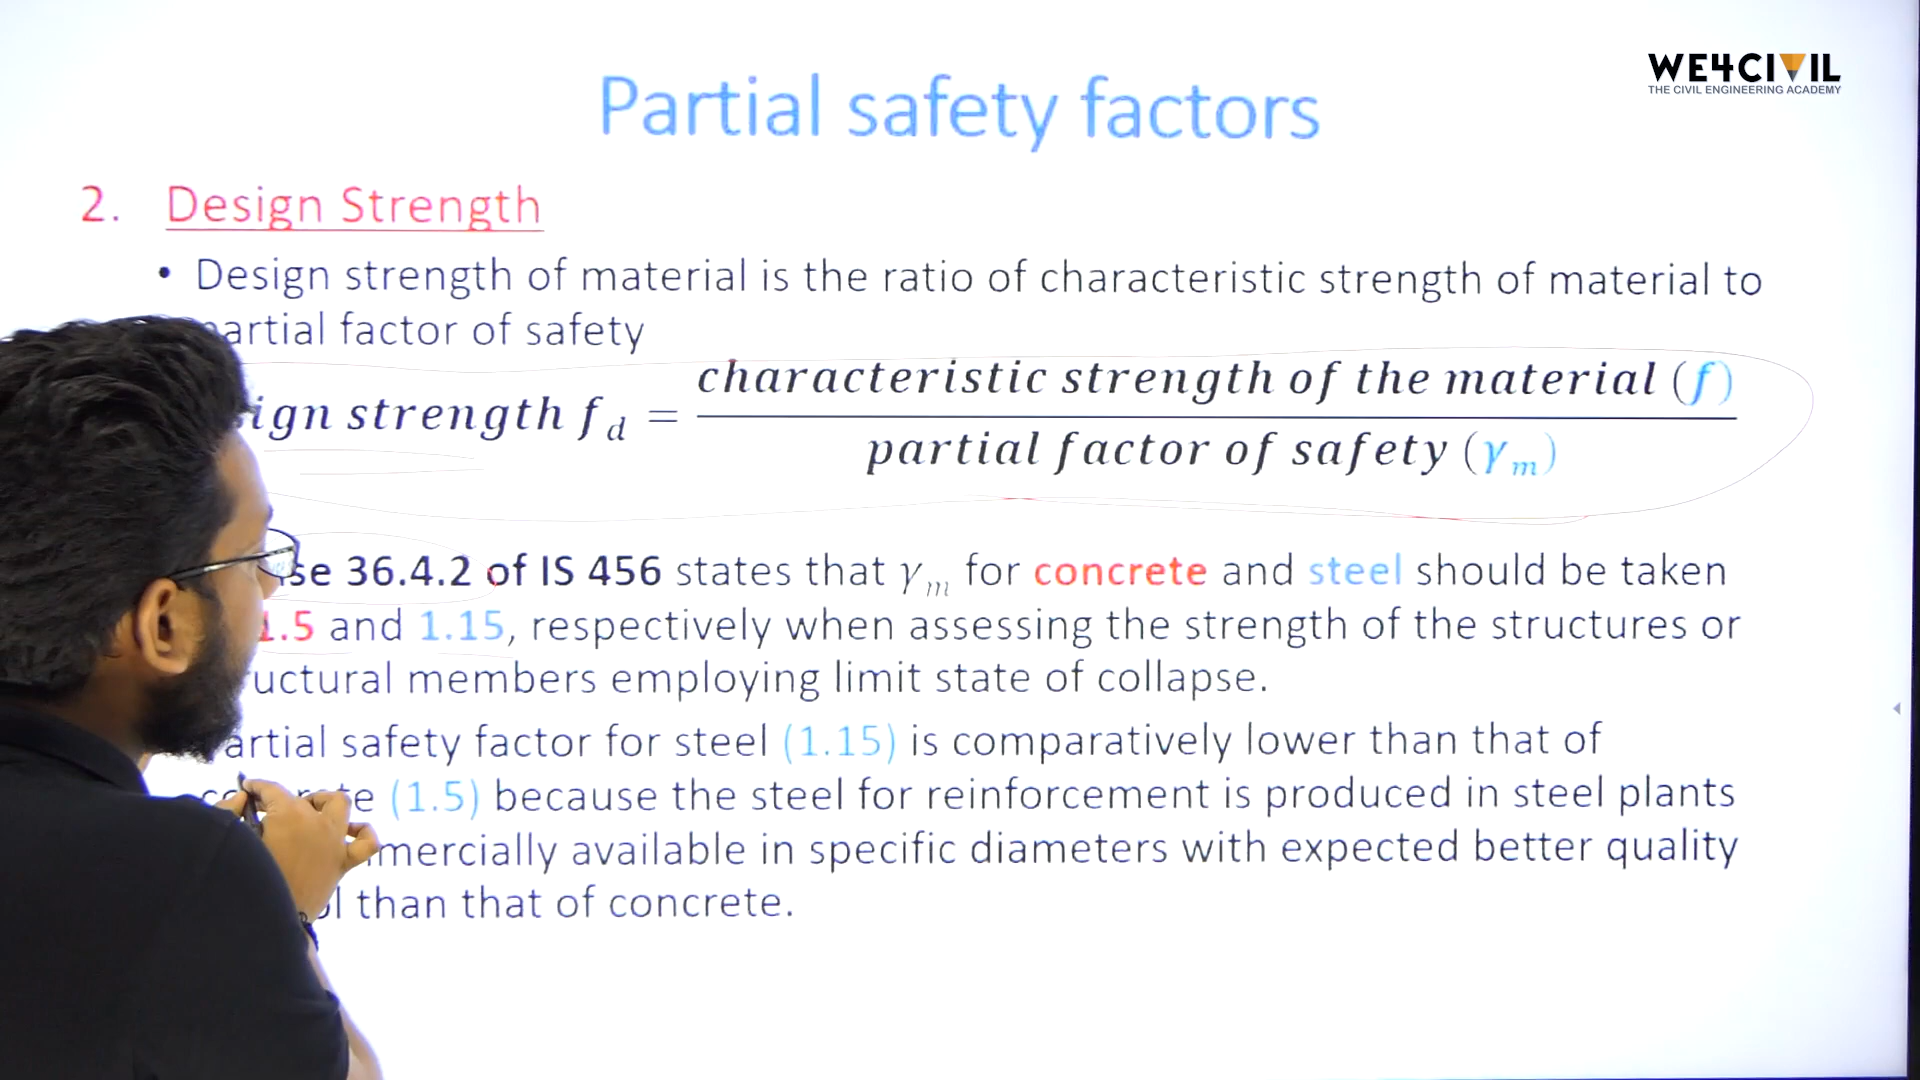 WE4CIVIL
THE CIVIL ENGINEERING ACADEMY
Partial safety factors
2. Design Strength
• Design strength of material is the ratio of characteristic strength of material to
artial factor of safety
ign strength f_d = characteristic strength of the material (f)
partial factor of safety (γ_m)
se 36.4.2 of IS 456 states that γ_m for concrete and steel should be taken
1.5 and 1.15, respectively when assessing the strength of the structures or
uctural members employing limit state of collapse.
artial safety factor for steel (1.15) is comparatively lower than that of
(1.5) because the steel for reinforcement is produced in steel plants
mmercially available in specific diameters with expected better quality
than that of concrete.